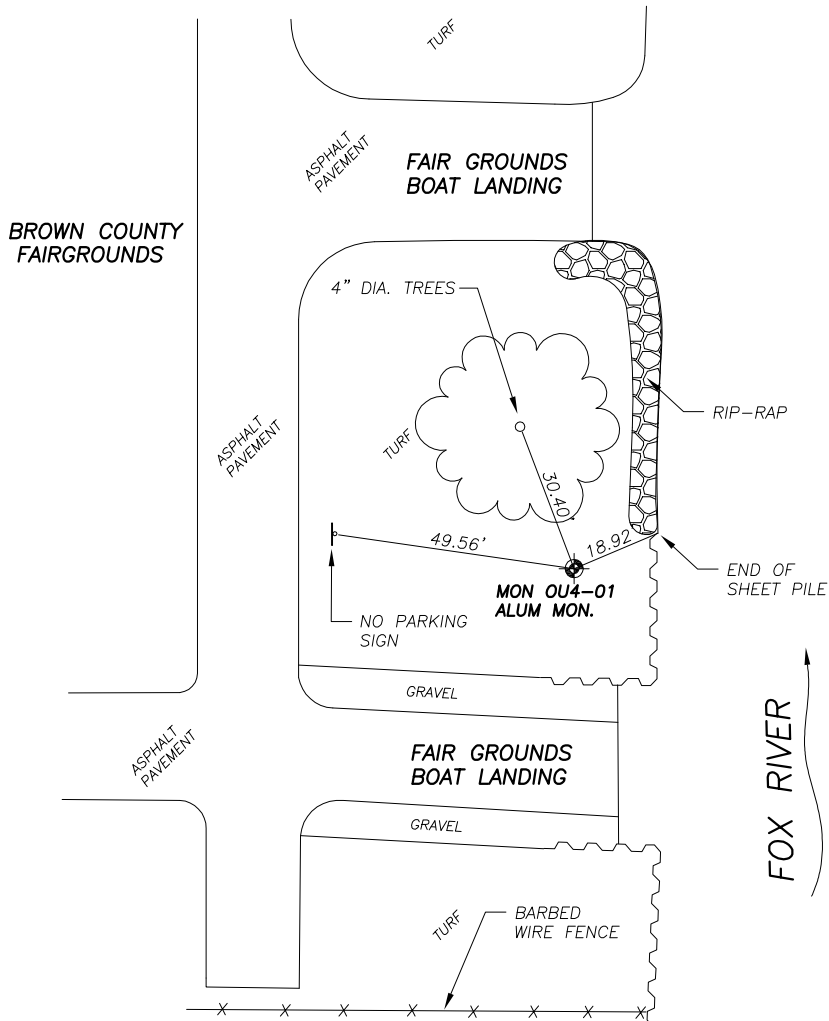 TURF
ASPHALT
PAVEMENT
FAIR GROUNDS
BOAT LANDING
BROWN COUNTY
FAIRGROUNDS
4" DIA. TREES
RIP-RAP
ASPHALT
PAVEMENT
TURF
30.40'
49.56'
18.92
END OF
SHEET PILE
MON OU4-01
ALUM MON.
NO PARKING
SIGN
GRAVEL
ASPHALT
PAVEMENT
FAIR GROUNDS
BOAT LANDING
FOX RIVER
GRAVEL
TURF
BARBED
WIRE FENCE